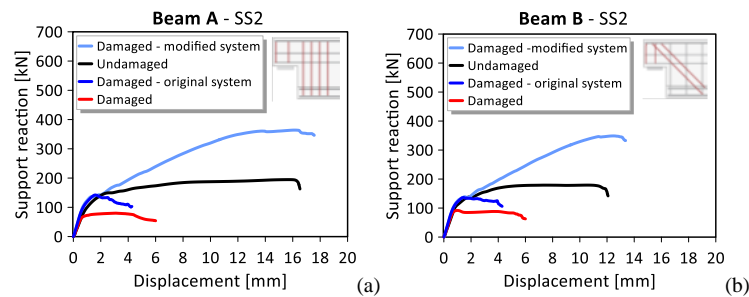 Beam A - SS2
Support reaction [kN]
700
600
500
400
300
200
100
0
Damaged - modified system
Undamaged
Damaged - original system
Damaged
0 2 4 6 8 10 12 14 16 18 20
Displacement [mm]
(a)
Beam B - SS2
Support reaction [kN]
700
600
500
400
300
200
100
0
Damaged -modified system
Undamaged
Damaged - original system
Damaged
0 2 4 6 8 10 12 14 16 18 20
Displacement [mm]
(b)